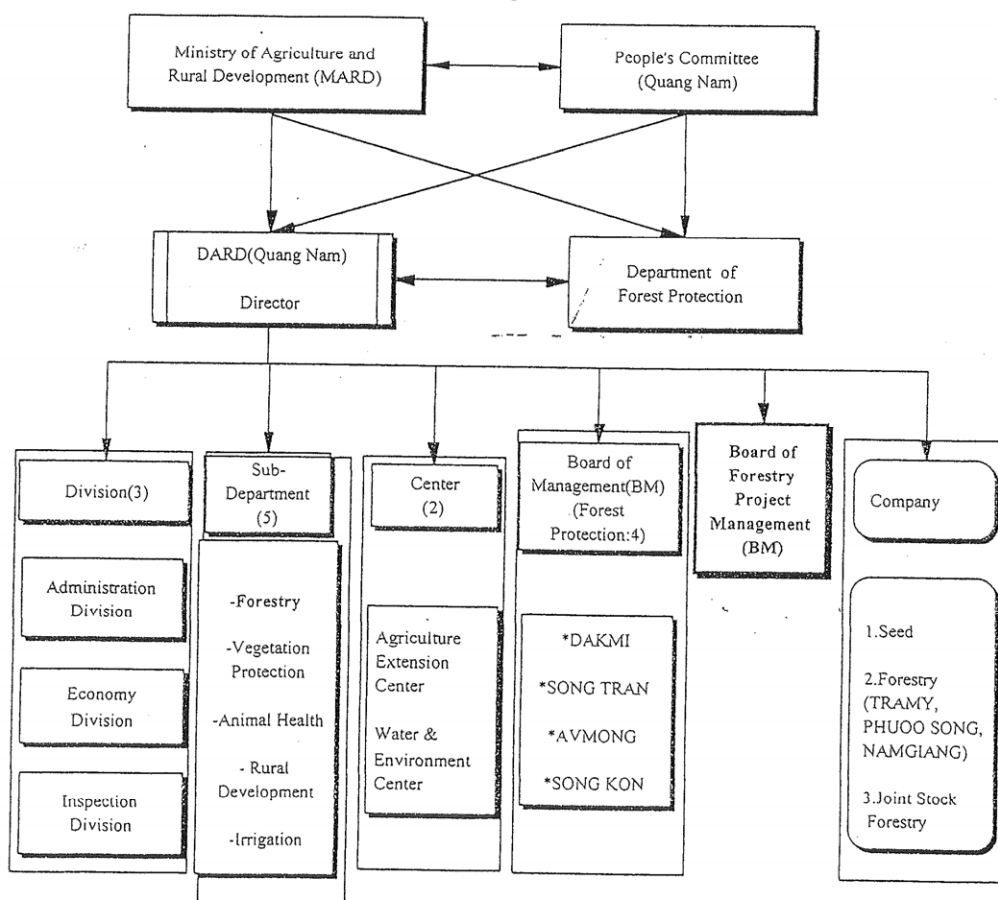 Ministry of Agriculture and
Rural Development (MARD)
People's Committee
(Quang Nam)
DARD(Quang Nam)
Director
Department of
Forest Protection
Division(3)
Administration
Division
Economy
Division
Inspection
Division
Sub-
Department
(5)
-Forestry
-Vegetation
Protection
-Animal Health
- Rural
Development
-Irrigation
Center
(2)
Agriculture
Extension
Center
Water &
Environment
Center
Board of
Management(BM)
(Forest
Protection:4)
*DAKMI
*SONG TRAN
*AVMONG
*SONG KON
Board of
Forestry
Project
Management
(BM)
Company
1.Seed
2.Forestry
(TRAMY,
PHUOO SONG,
NAMGIANG)
3.Joint Stock
Forestry